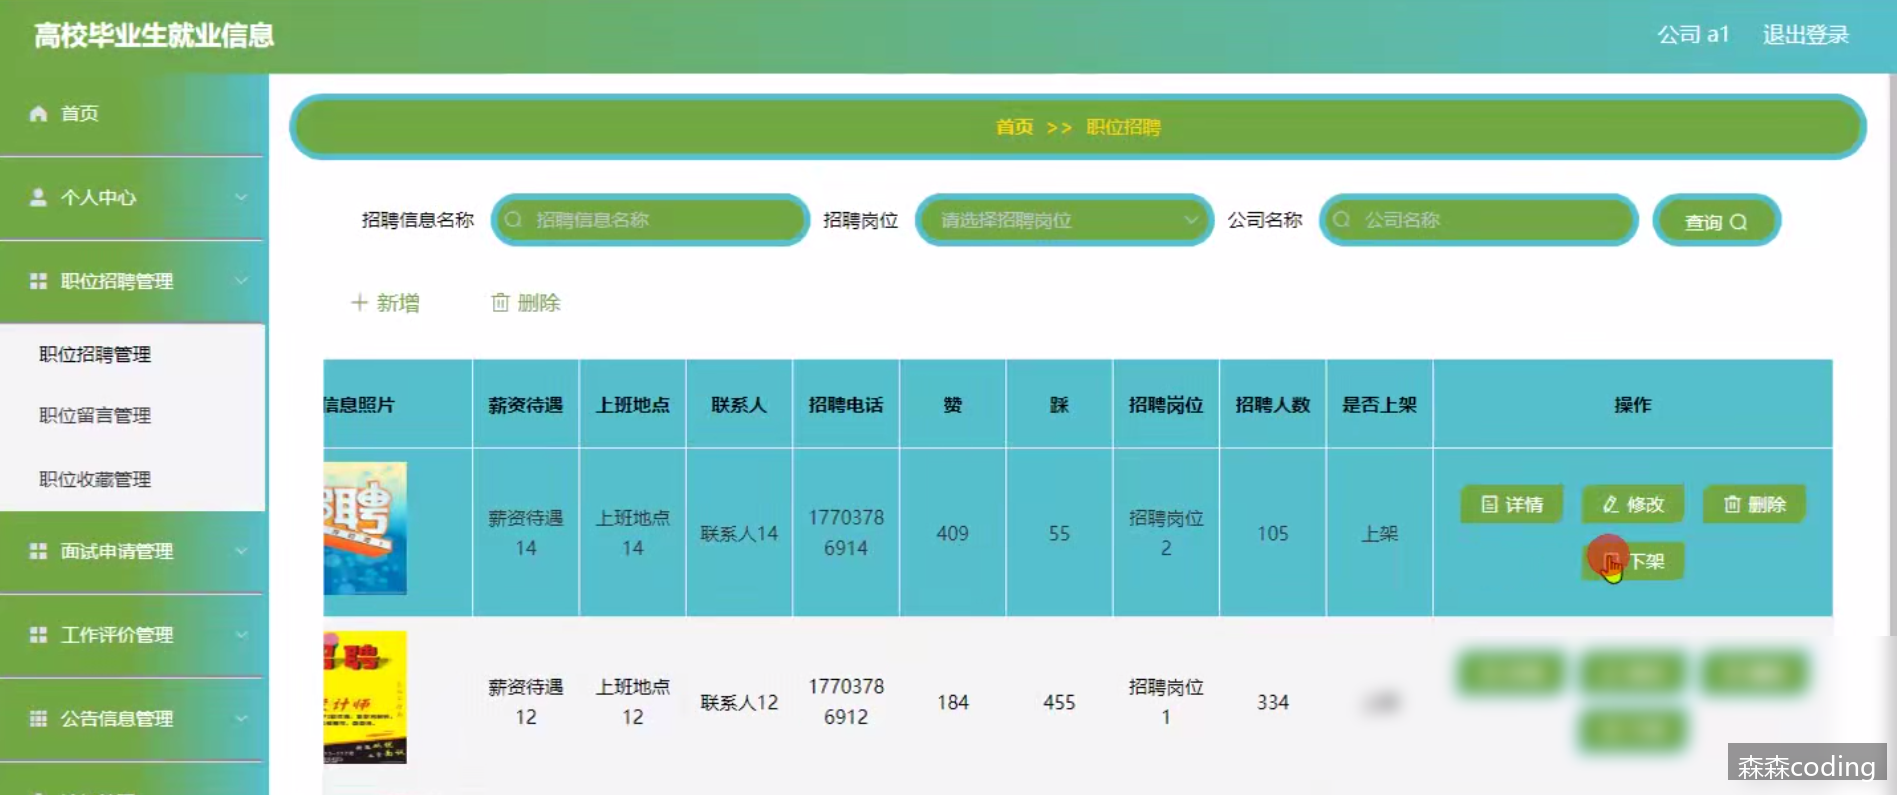 高校毕业生就业信息
公司 a1 退出登录
首页
个人中心
职位招聘管理
职位招聘管理
职位留言管理
职位收藏管理
面试申请管理
工作评价管理
公告信息管理
首页 >> 职位招聘
招聘信息名称 招聘信息名称 招聘岗位 请选择招聘岗位 公司名称 公司名称 查询
新增 删除
信息照片 薪资待遇 上班地点 联系人 招聘电话 赞 踩 招聘岗位 招聘人数 是否上架 操作
聘
薪资待遇14 上班地点14 联系人14 17703786914 409 55 招聘岗位2 105 上架 详情 修改 删除
下架
聘
计师
薪资待遇12 上班地点12 联系人12 17703786912 184 455 招聘岗位1 334
森森coding